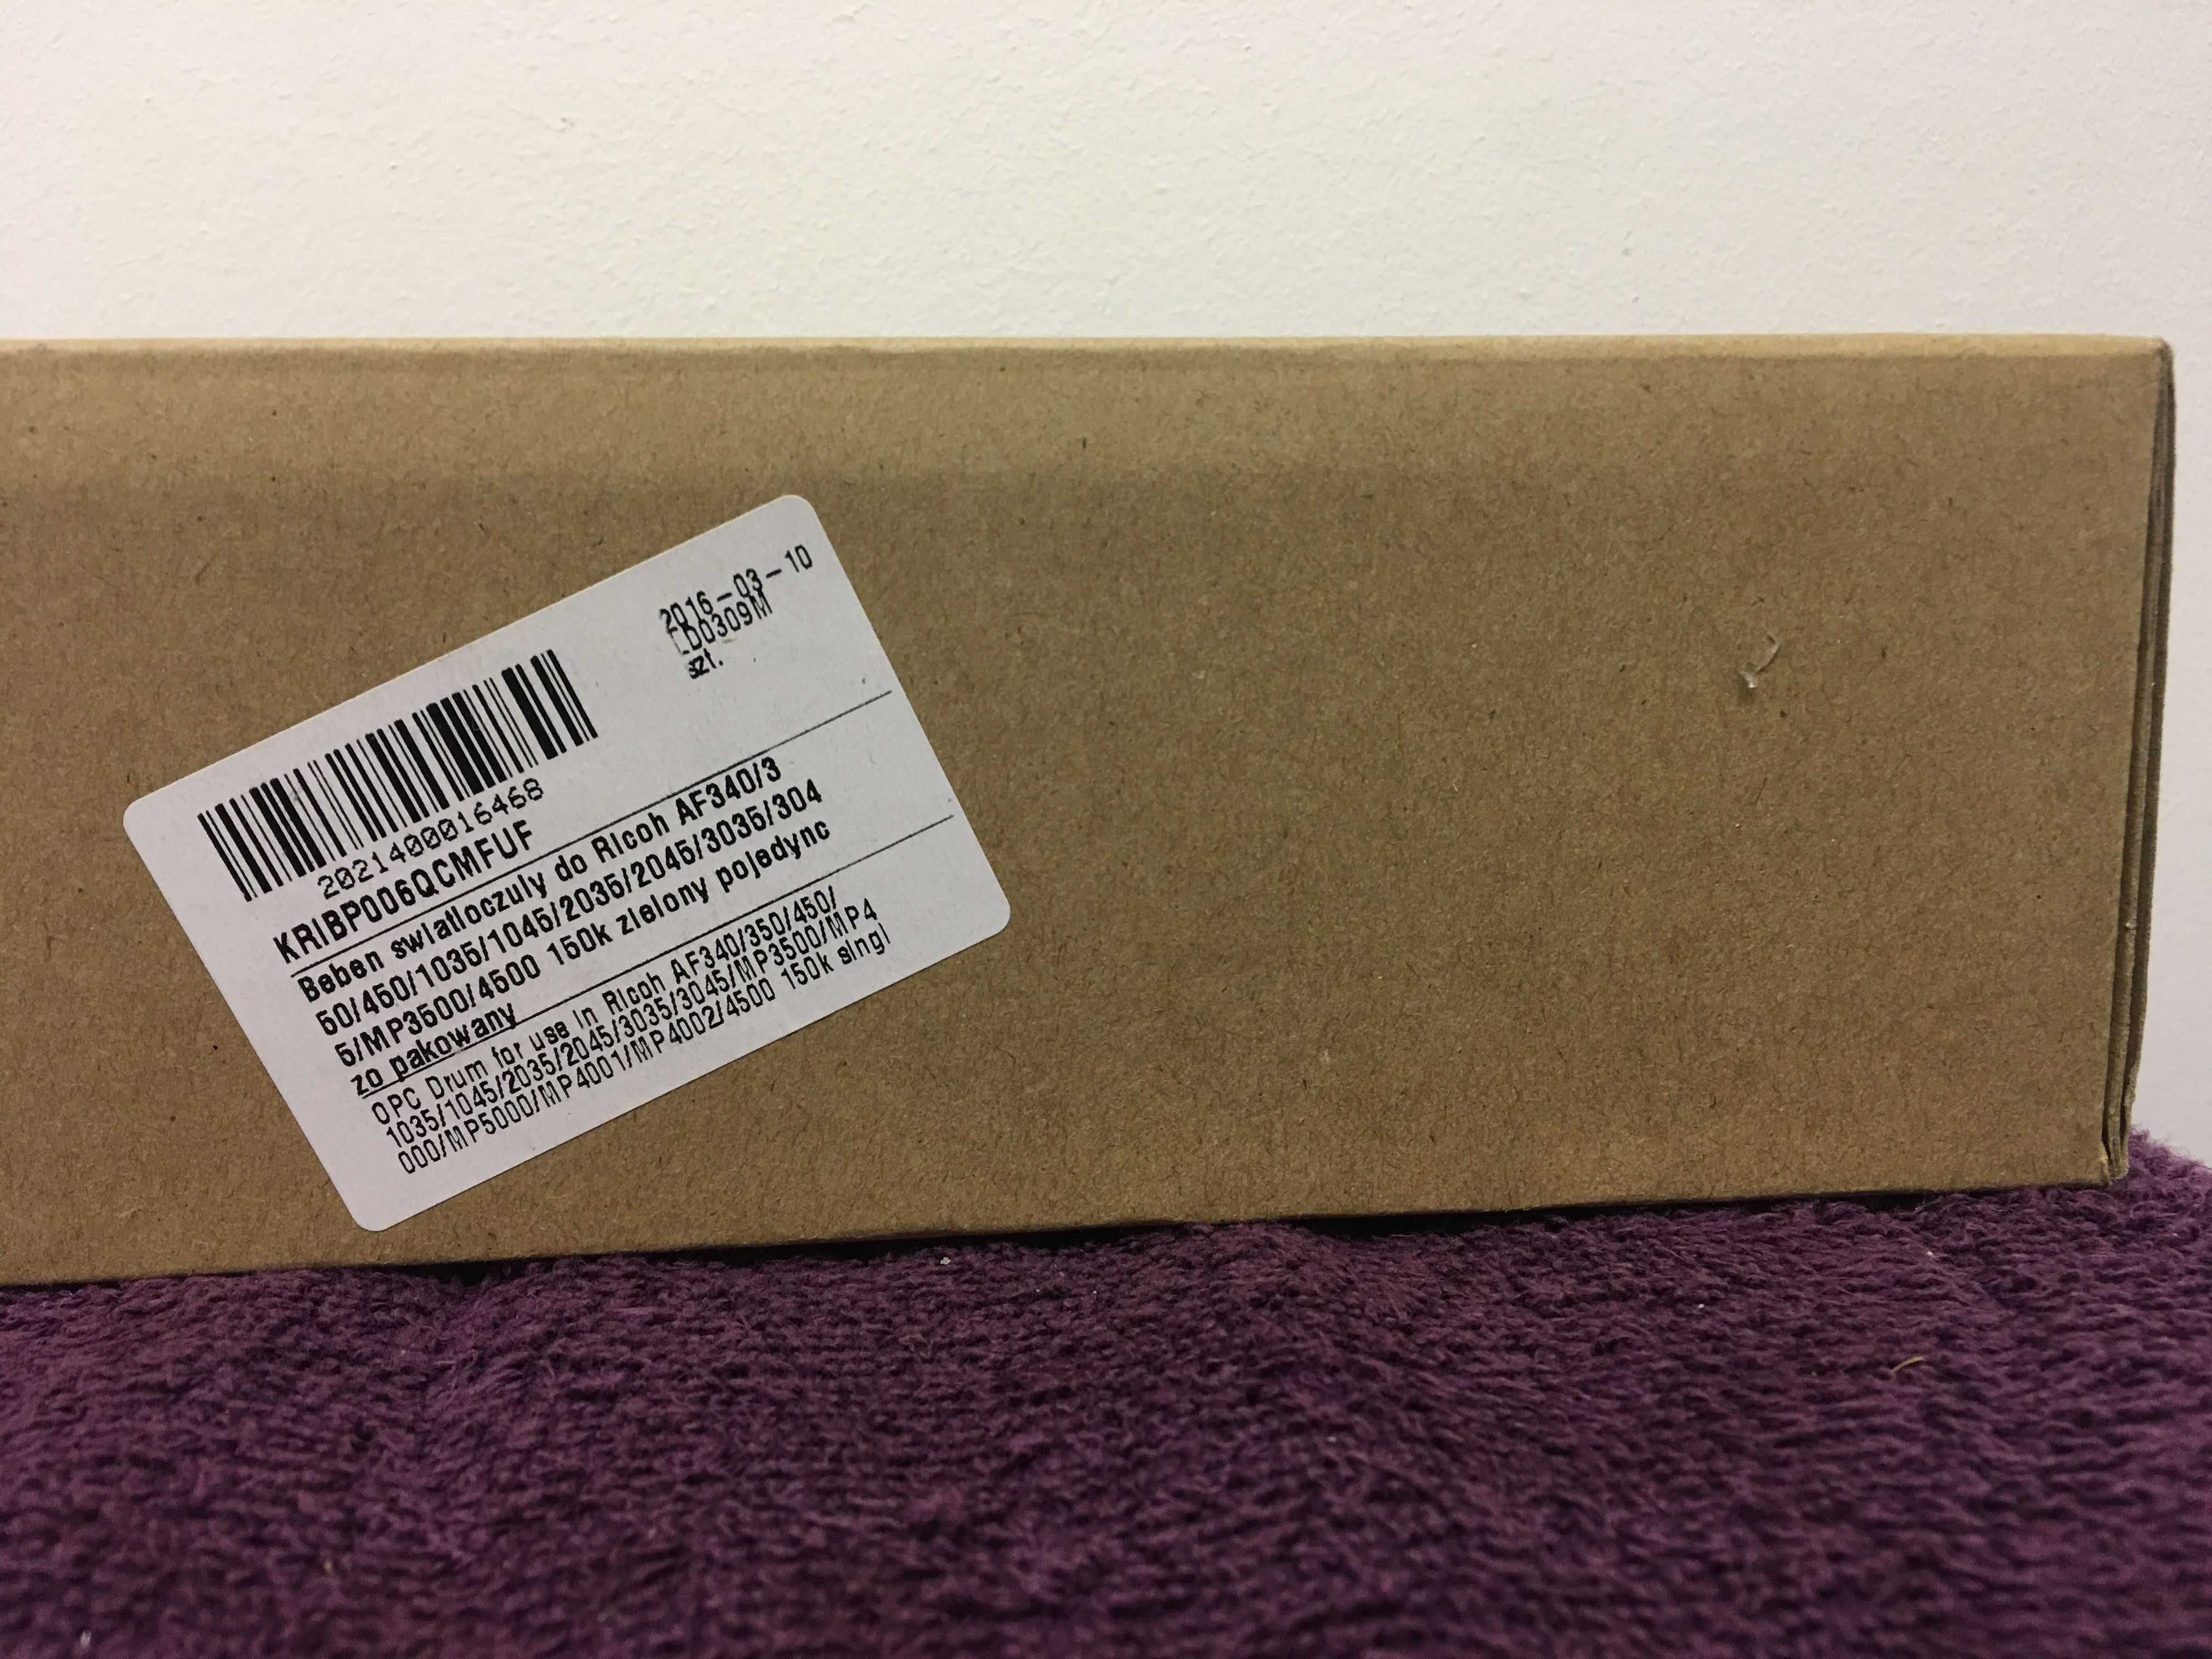 2016-03-10
LD0309M
szt.
2021400016468
KRIBP006QCMFUF
Beben swiatloczuly do Ricoh AF340/3
50/450/1035/1045/2035/2045/3035/304
5/MP3500/4500 150k zielony pojedync
zo pakowany
OPC Drum for use in Ricoh AF340/350/450/
1035/1045/2035/2045/3035/3045/MP3500/MP4
000/MP5000/MP4001/MP4002/4500 150k singl